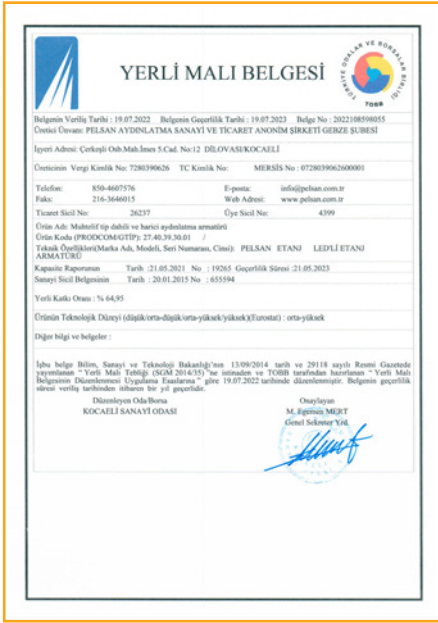 YERLİ MALI BELGESİ
TÜRKİYE ODALAR VE BORSALAR BİRLİĞİ
TOBB
Belgenin Veriliş Tarihi : 19.07.2022 Belgenin Geçerlilik Tarihi : 19.07.2023 Belge No : 2022108598055
Üretici Ünvanı: PELSAN AYDINLATMA SANAYİ VE TİCARET ANONİM ŞİRKETİ GEBZE ŞUBESİ
İşyeri Adresi: Çerkeşli Osb.Mah.İmes 5.Cad. No:12 DİLOVASI/KOCAELİ
Üreticinin Vergi Kimlik No: 7280390626 TC Kimlik No: MERSİS No : 0728039062600001
Telefon: 850-4607576 E-posta: info@pelsan.com.tr
Faks: 216-3646015 Web Adresi: www.pelsan.com.tr
Ticaret Sicil No: 26237 Üye Sicil No: 4399
Ürün Adı: Muhtelif tip dahili ve harici aydınlatma armatürü
Ürün Kodu (PRODCOM/GTİP): 27.40.39.30.01 /
Teknik Özellikleri(Marka Adı, Modeli, Seri Numarası, Cinsi): PELSAN ETANJ LED'Lİ ETANJ
ARMATÜRÜ
Kapasite Raporunun Tarih :21.05.2021 No : 19265 Geçerlilik Süresi :21.05.2023
Sanayi Sicil Belgesinin Tarih : 20.01.2015 No : 655594
Yerli Katkı Oranı : % 64,95
Ürünün Teknolojik Düzeyi (düşük/orta-düşük/orta-yüksek/yüksek)(Eurostat) : orta-yüksek
Diğer bilgi ve belgeler :
İşbu belge Bilim, Sanayi ve Teknoloji Bakanlığı'nın 13/09/2014 tarih ve 29118 sayılı Resmi Gazetede
yayımlanan "Yerli Malı Tebliği (SGM 2014/35)"ne istinaden ve TOBB tarafından hazırlanan "Yerli Malı
Belgesinin Düzenlenmesi Uygulama Esaslarına" göre 19.07.2022 tarihinde düzenlenmiştir. Belgenin geçerlilik
süresi veriliş tarihinden itibaren bir yıl geçerlidir.
Düzenleyen Oda/Borsa Onaylayan
KOCAELİ SANAYİ ODASI M. Egemen MERT
Genel Sekreter Yrd.